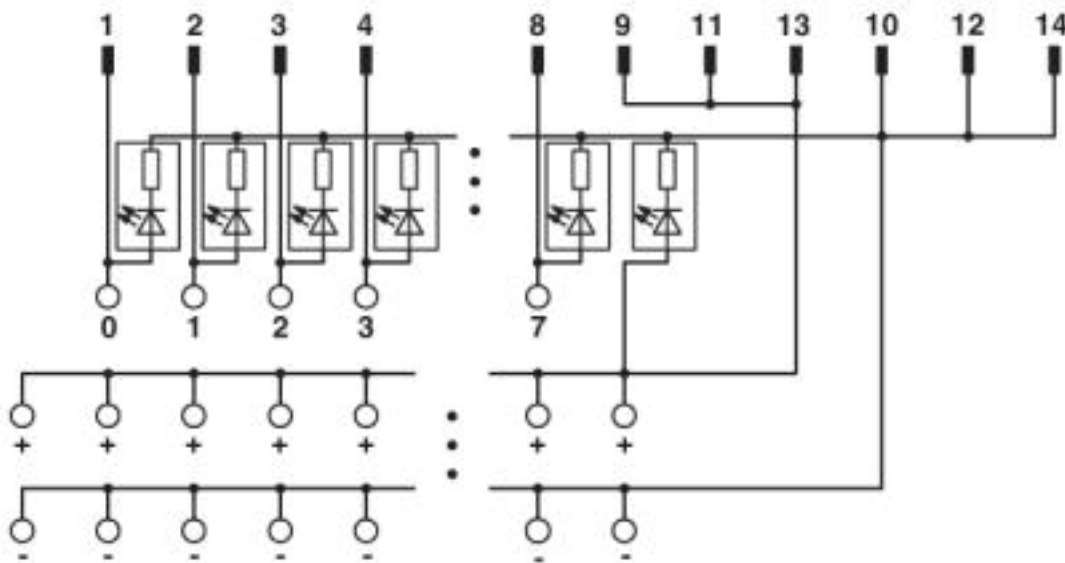 1 2 3 4 8 9 11 13 10 12 14
0 1 2 3 7
+ + + + + + +
- - - - - - -